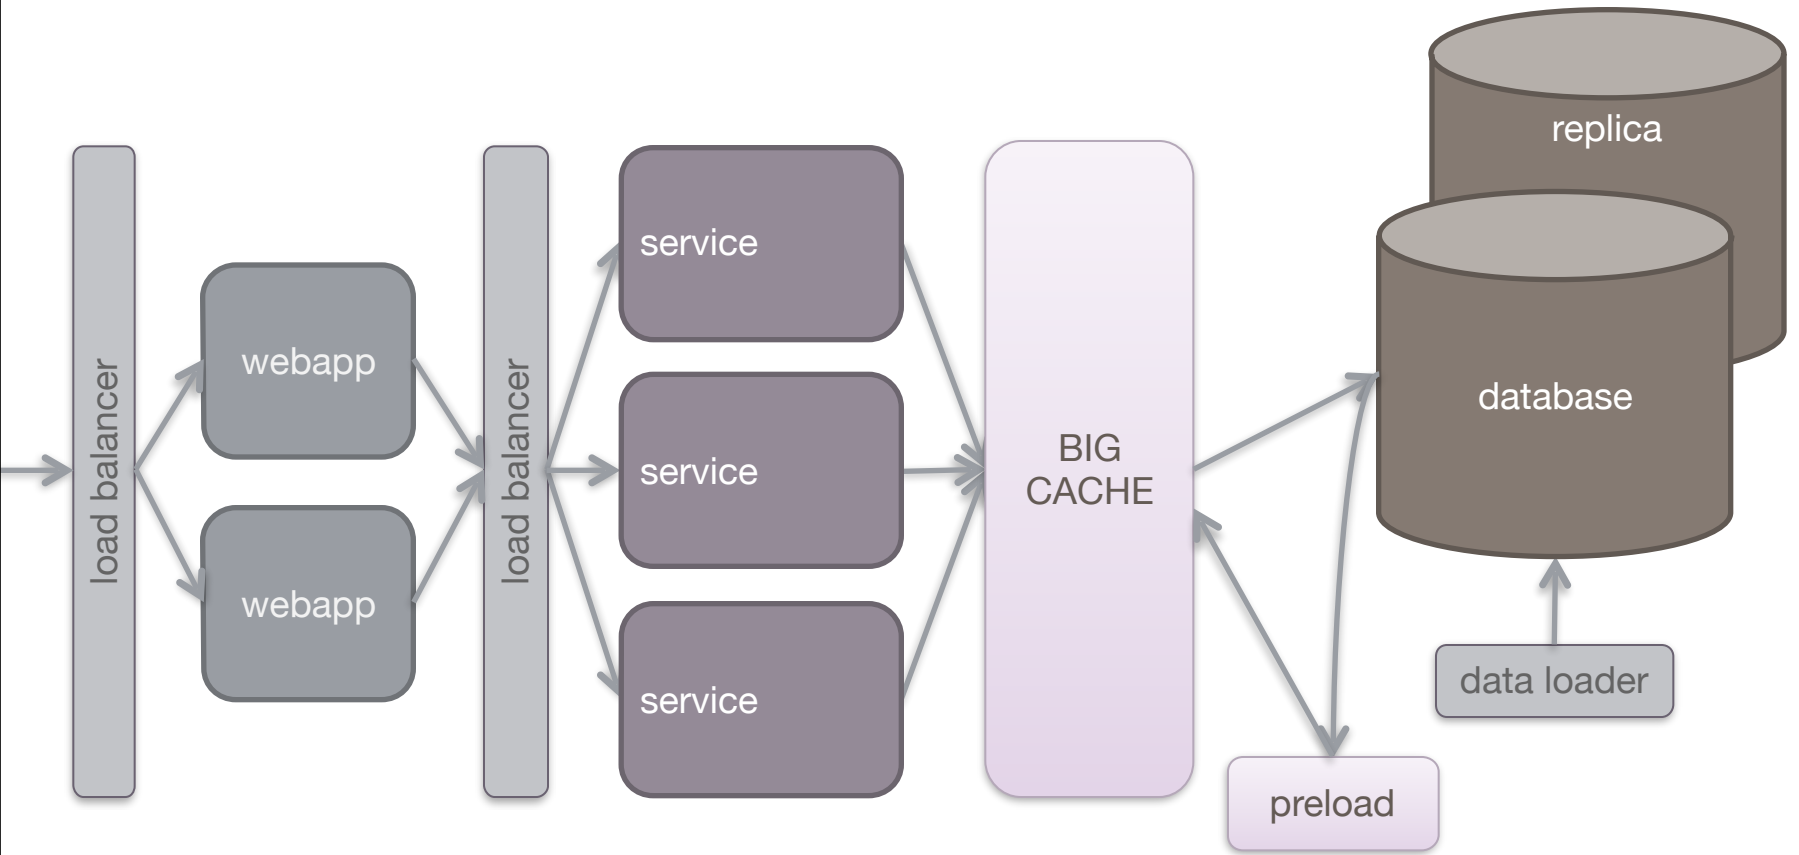 load balancer
webapp
webapp
load balancer
service
service
service
BIG
CACHE
replica
database
data loader
preload